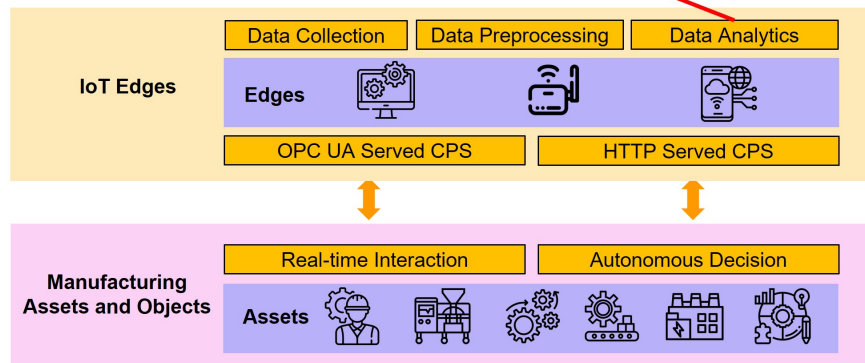 Data Collection
Data Preprocessing
Data Analytics
IoT Edges
Edges
OPC UA Served CPS
HTTP Served CPS
Real-time Interaction
Autonomous Decision
Manufacturing
Assets and Objects
Assets